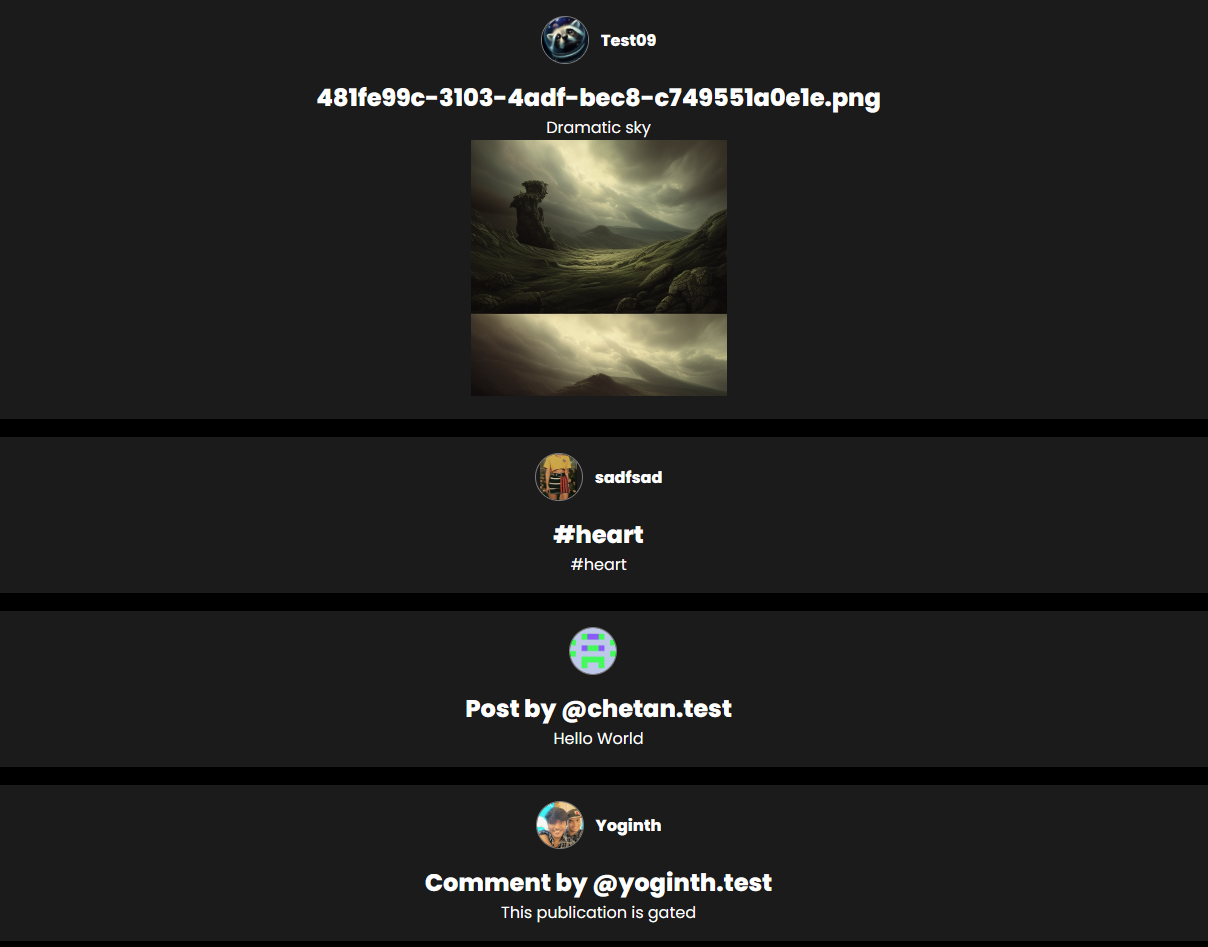 Test09
481fe99c-3103-4adf-bec8-c749551a0e1e.png
Dramatic sky
sadfsad
#heart
#heart
Post by @chetan.test
Hello World
Yoginth
Comment by @yoginth.test
This publication is gated